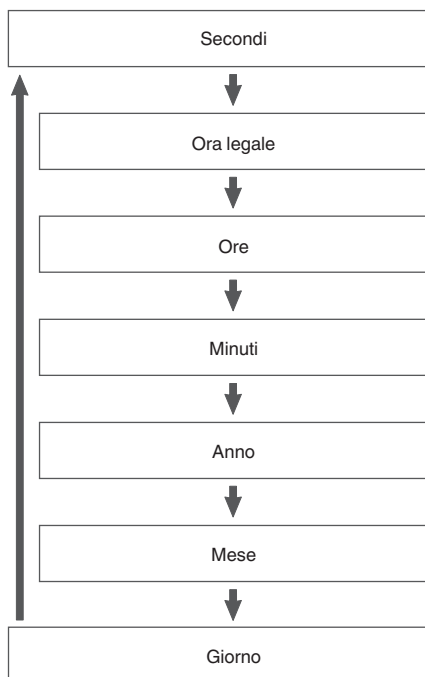 Secondi
Ora legale
Ore
Minuti
Anno
Mese
Giorno